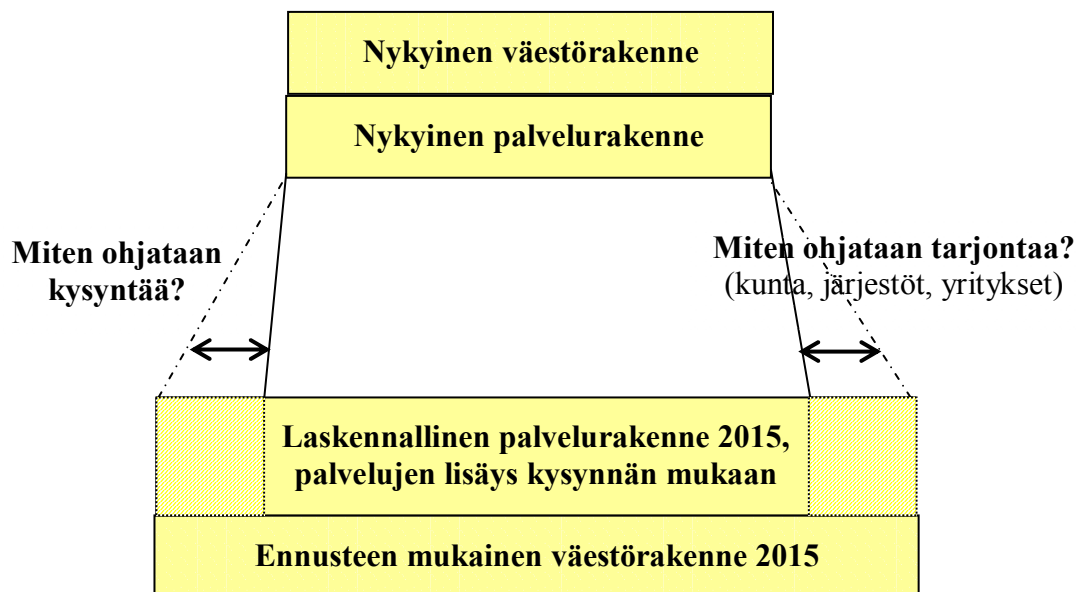 Nykyinen väestörakenne
Nykyinen palvelurakenne
Miten ohjataan
kysyntää?
Miten ohjataan tarjontaa?
(kunta, järjestöt, yritykset)
Laskennallinen palvelurakenne 2015,
palvelujen lisäys kysynnän mukaan
Ennusteen mukainen väestörakenne 2015